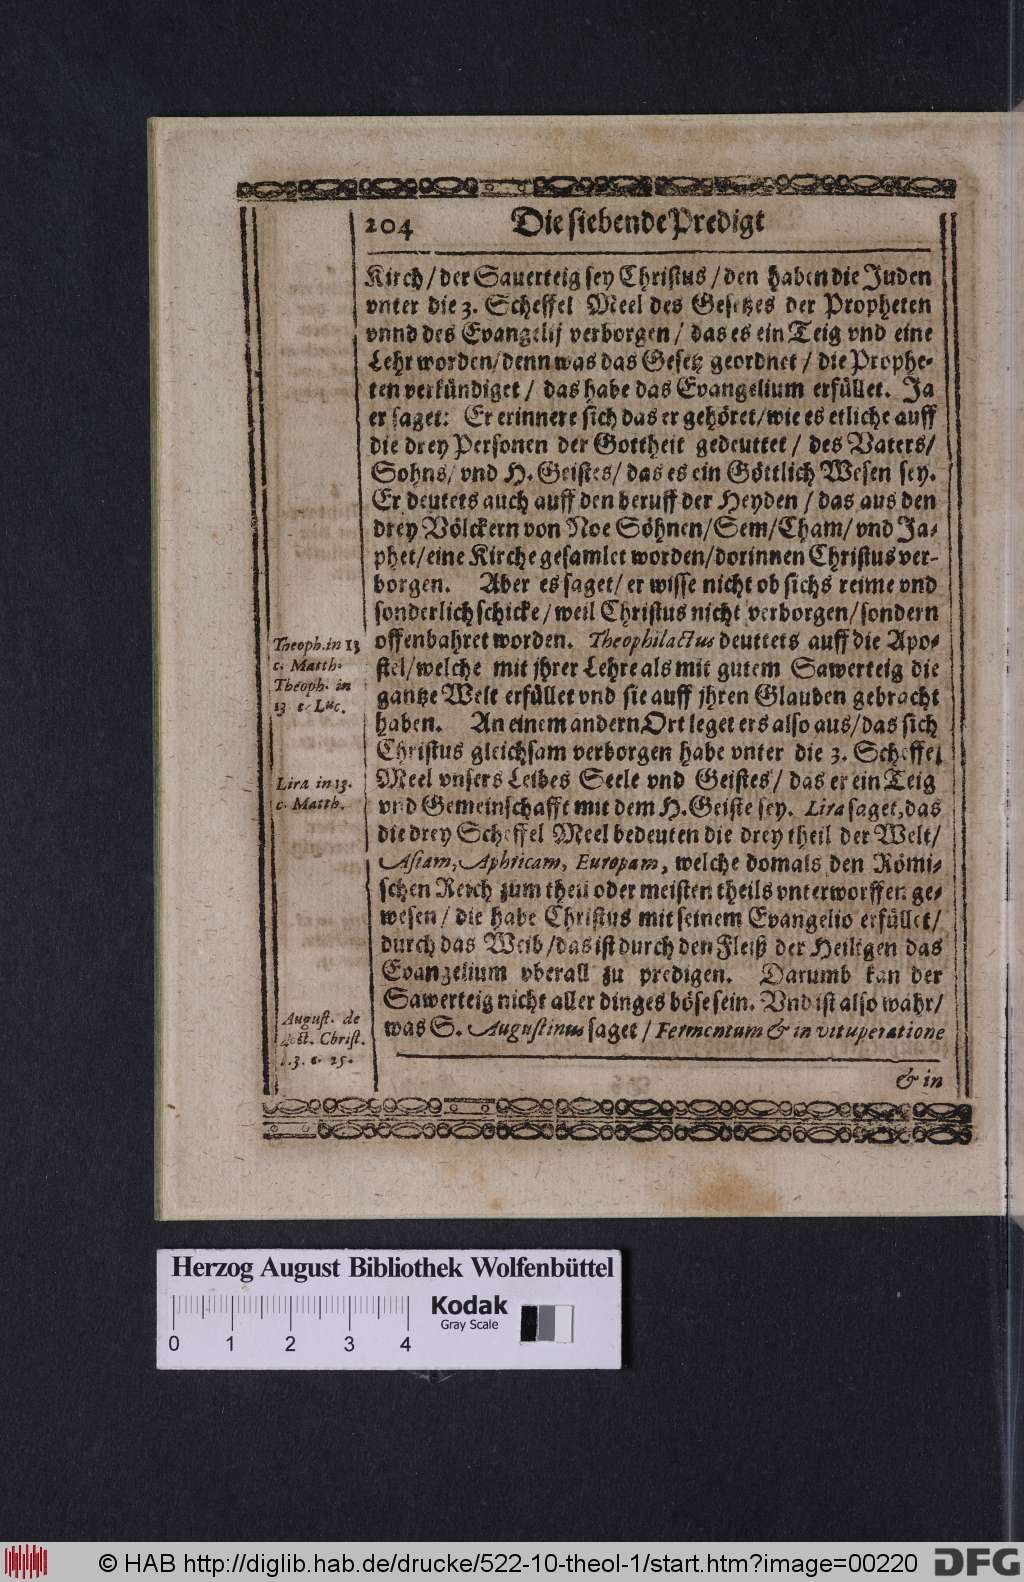 204 Die siebende Predigt
Kirch / der Sauerteig sey Christus / den haben die Juden
vnter die 3. Scheffel Meel des Gesetzes der Propheten
vnnd des Evangelij verborgen / das es ein Teig vnd eine
Lehr worden / denn was das Gesetz geordnet / die Prophe-
ten verkündiget / das habe das Evangelium erfüllet. Ja
er saget: Er erinnere sich das er gehöret / wie es etliche auff
die drey Personen der Gottheit gedeuttet / des Vaters /
Sohns / vnd H. Geistes / das es ein Göttlich Wesen sey.
Er deutets auch auff den beruff der Heyden / das aus den
drey Völckern von Noe Söhnen / Sem / Cham / vnd Ja-
phet / eine Kirche gesamlet worden / dorinnen Christus ver-
borgen. Aber es saget / er wisse nicht ob sichs reime vnd
sonderlich schicke / weil Christus nicht verborgen / sondern
offenbahret worden. Theophilactus deuttets auff die Apo-
stel / welche mit jhrer Lehre als mit gutem Sawerteig die
gantze Welt erfüllet vnd sie auff jhren Glauben gebracht
haben. An einem andern Ort leget ers also aus / das sich
Christus gleichsam verborgen habe vnter die 3. Scheffel
Meel vnsers Leibes Seele vnd Geistes / das er ein Teig
vnd Gemeinschafft mit dem H. Geiste sey. Lira saget, das
die drey Scheffel Meel bedeuten die drey theil der Welt /
Asiam, Aphricam, Europam, welche domals den Römi-
schen Reich zum theil oder meisten theils vnterworffen ge-
wesen / die habe Christus mit seinem Evangelio erfüllet /
durch das Weib / das ist durch den Fleiß der Heiligen das
Evangelium vberall zu predigen. Darumb kan der
Sawerteig nicht aller dinges böse sein. Vnd ist also wahr /
was S. Augustinus saget / Fermentum & in vituperatione
& in
Theoph. in 13
c. Matth.
Theoph. in
13 c. Luc.
Lira in 13.
c. Matth.
August. de
doct. Christ.
l. 3. c. 25.
Herzog August Bibliothek Wolfenbüttel
0 1 2 3 4
Kodak
Gray Scale
© HAB http://diglib.hab.de/drucke/522-10-theol-1/start.htm?image=00220
DFG